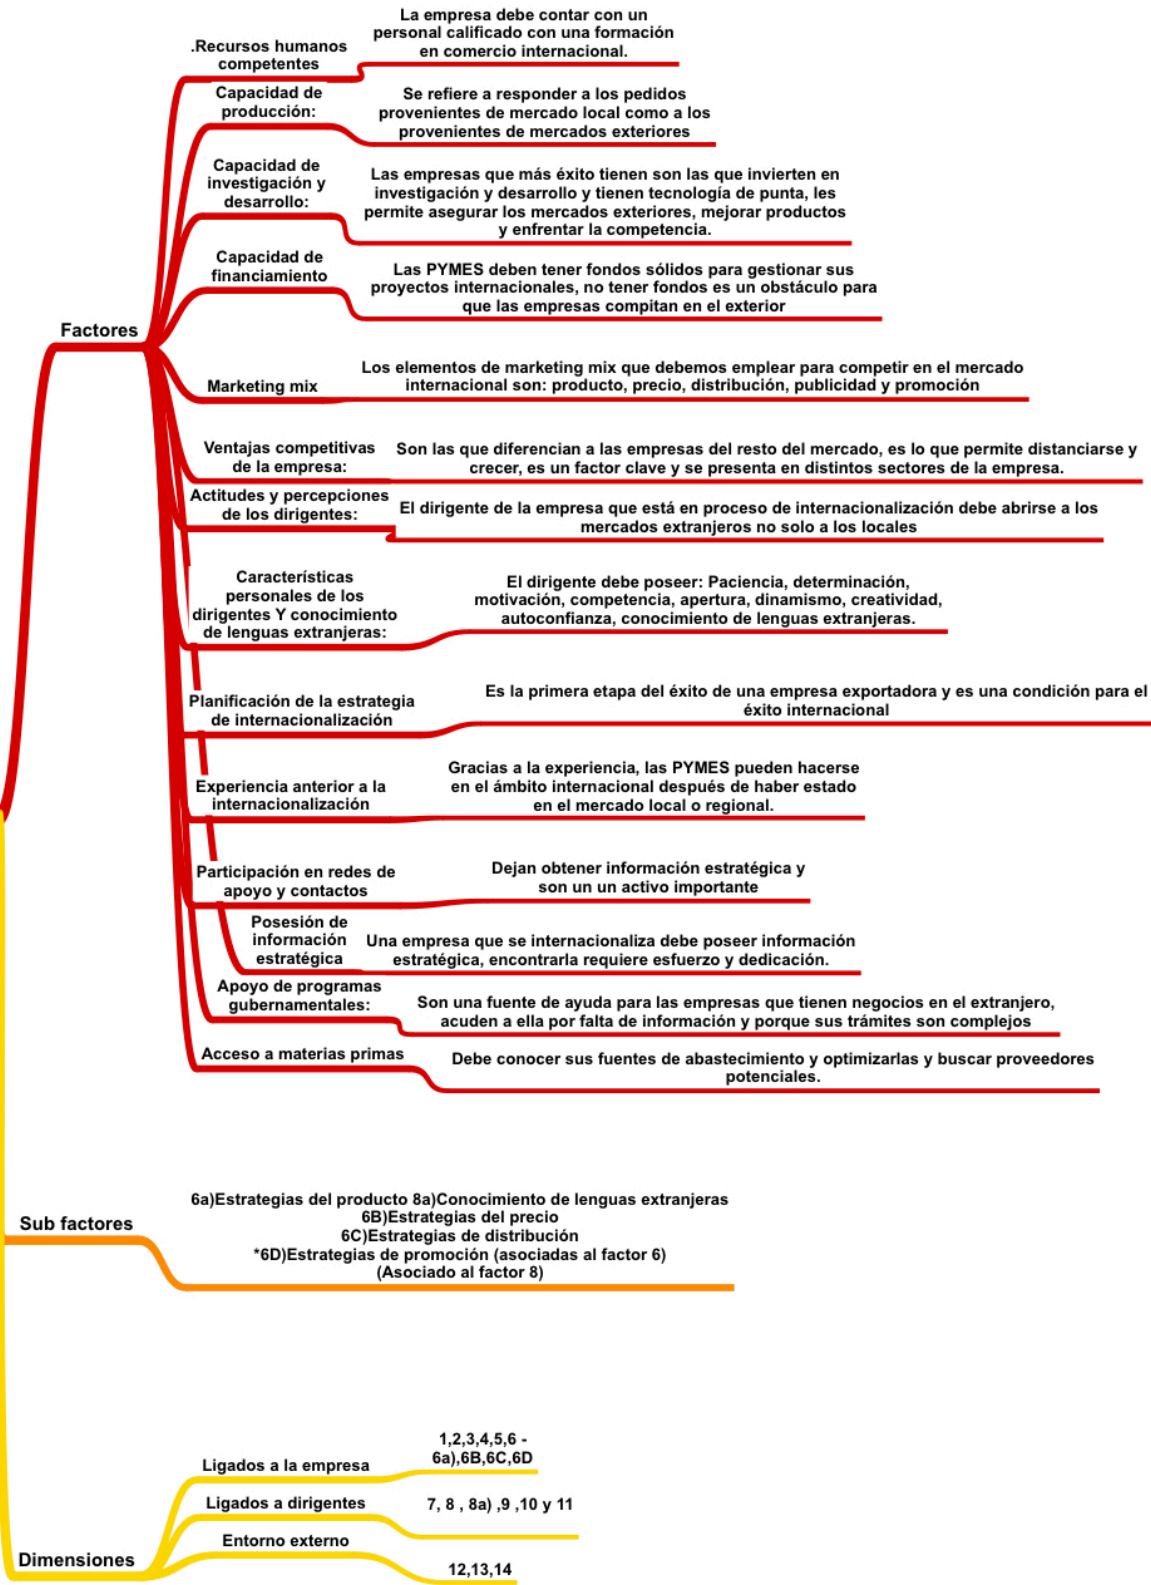 .Recursos humanos
competentes
La empresa debe contar con un
personal calificado con una formación
en comercio internacional.
Capacidad de
producción:
Se refiere a responder a los pedidos
provenientes de mercado local como a los
provenientes de mercados exteriores
Capacidad de
investigación y
desarrollo:
Las empresas que más éxito tienen son las que invierten en
investigación y desarrollo y tienen tecnología de punta, les
permite asegurar los mercados exteriores, mejorar productos
y enfrentar la competencia.
Capacidad de
financiamiento
Las PYMES deben tener fondos sólidos para gestionar sus
proyectos internacionales, no tener fondos es un obstáculo para
que las empresas compitan en el exterior
Factores
Marketing mix
Los elementos de marketing mix que debemos emplear para competir en el mercado
internacional son: producto, precio, distribución, publicidad y promoción
Ventajas competitivas
de la empresa:
Son las que diferencian a las empresas del resto del mercado, es lo que permite distanciarse y
crecer, es un factor clave y se presenta en distintos sectores de la empresa.
Actitudes y percepciones
de los dirigentes:
El dirigente de la empresa que está en proceso de internacionalización debe abrirse a los
mercados extranjeros no solo a los locales
Características
personales de los
dirigentes Y conocimiento
de lenguas extranjeras:
El dirigente debe poseer: Paciencia, determinación,
motivación, competencia, apertura, dinamismo, creatividad,
autoconfianza, conocimiento de lenguas extranjeras.
Planificación de la estrategia
de internacionalización
Es la primera etapa del éxito de una empresa exportadora y es una condición para el
éxito internacional
Experiencia anterior a la
internacionalización
Gracias a la experiencia, las PYMES pueden hacerse
en el ámbito internacional después de haber estado
en el mercado local o regional.
Participación en redes de
apoyo y contactos
Dejan obtener información estratégica y
son un un activo importante
Posesión de
información
estratégica
Una empresa que se internacionaliza debe poseer información
estratégica, encontrarla requiere esfuerzo y dedicación.
Apoyo de programas
gubernamentales:
Son una fuente de ayuda para las empresas que tienen negocios en el extranjero,
acuden a ella por falta de información y porque sus trámites son complejos
Acceso a materias primas
Debe conocer sus fuentes de abastecimiento y optimizarlas y buscar proveedores
potenciales.
Sub factores
6a)Estrategias del producto 8a)Conocimiento de lenguas extranjeras
6B)Estrategias del precio
6C)Estrategias de distribución
*6D)Estrategias de promoción (asociadas al factor 6)
(Asociado al factor 8)
Dimensiones
Ligados a la empresa
1,2,3,4,5,6 -
6a),6B,6C,6D
Ligados a dirigentes
7, 8 , 8a) ,9 ,10 y 11
Entorno externo
12,13,14